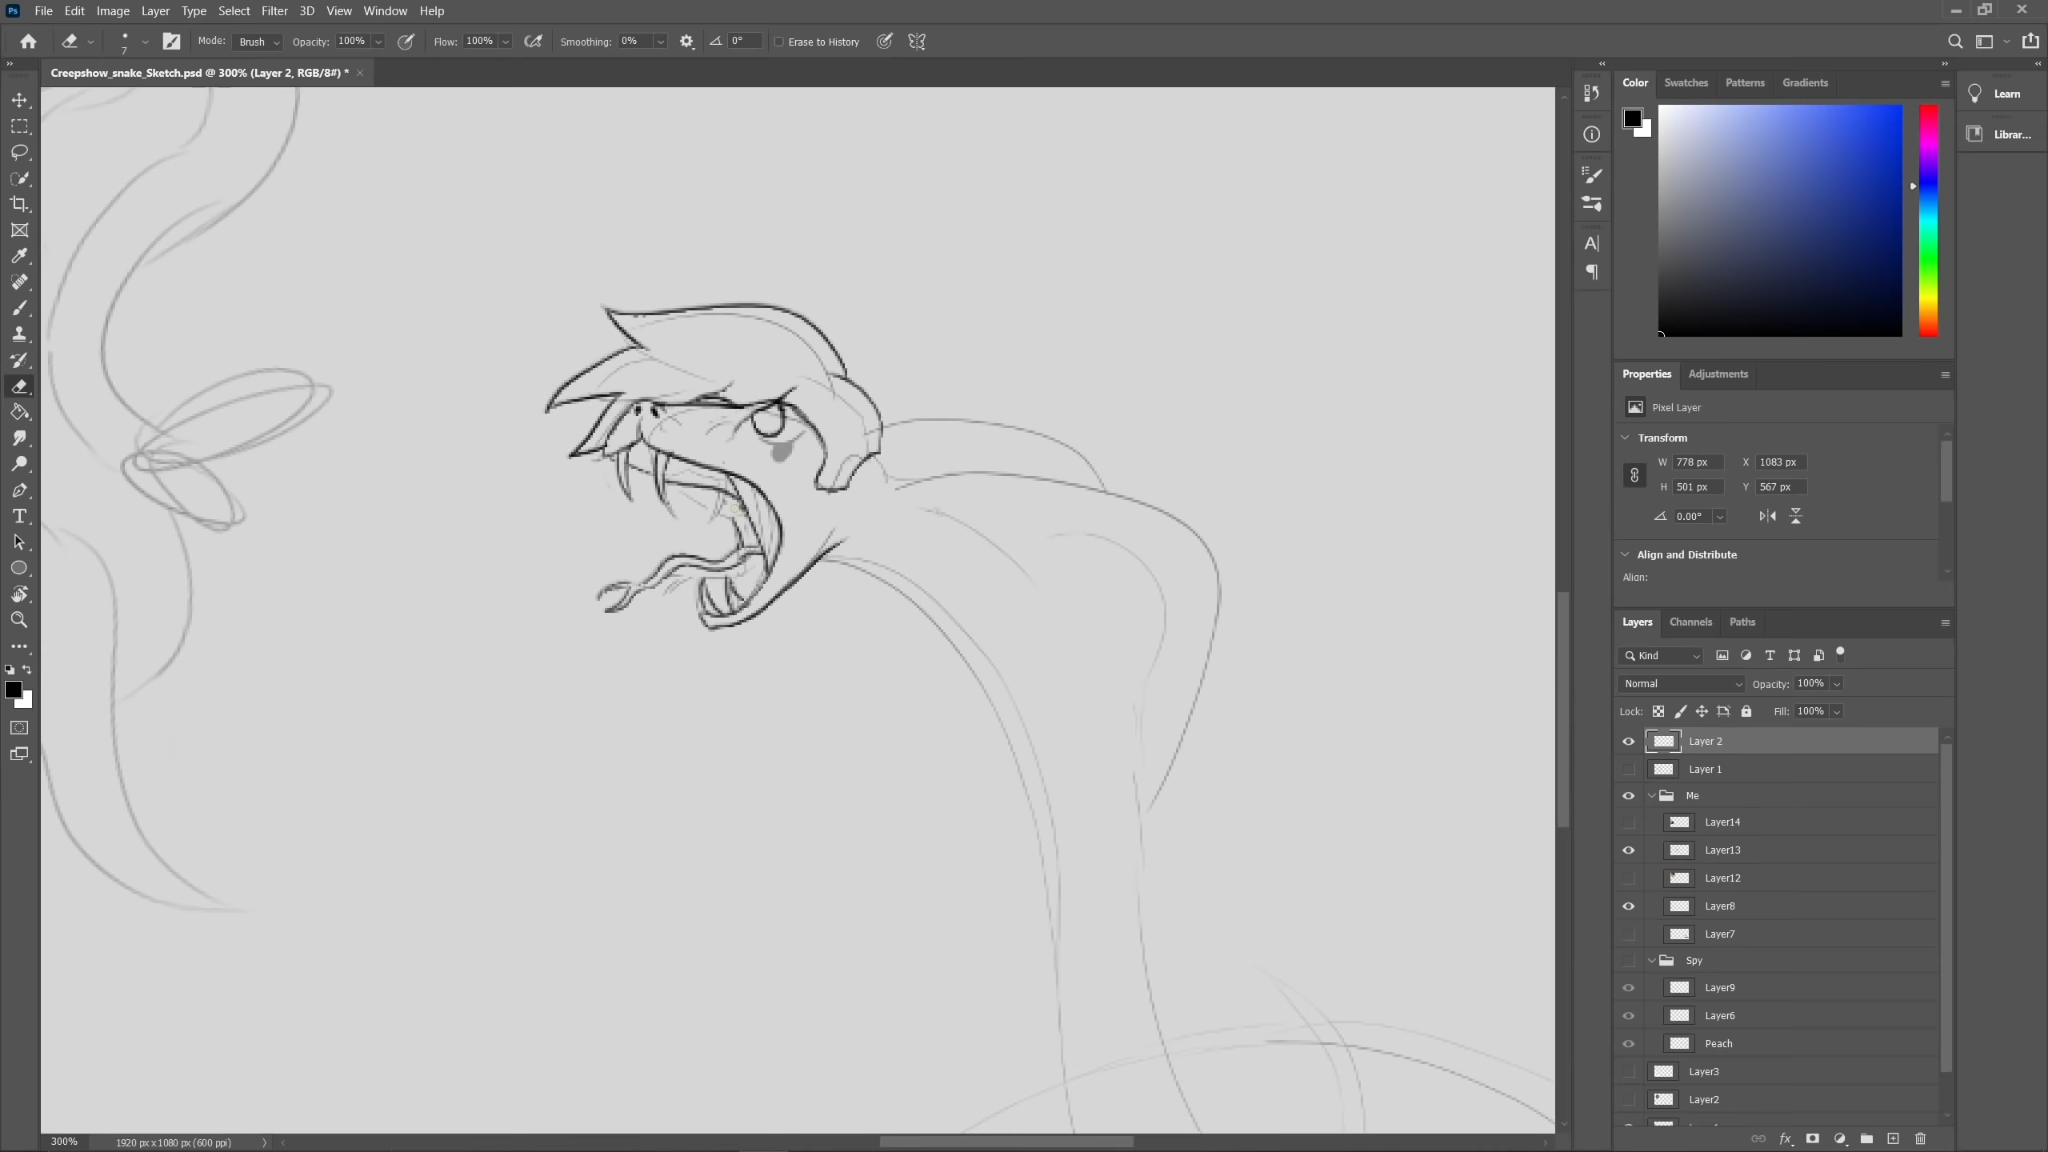 Ps File Edit Image Layer Type Select Filter 3D View Window Help
7 Mode: Brush Opacity: 100% Flow: 100% Smoothing: 0% 0° Erase to History
Creepshow_snake_Sketch.psd @ 300% (Layer 2, RGB/8#) *
Color Swatches Patterns Gradients
Learn
Librar...
Properties Adjustments
Pixel Layer
Transform
W 778 px X 1083 px
H 501 px Y 567 px
0.00°
Align and Distribute
Align:
Layers Channels Paths
Kind
Normal Opacity: 100%
Lock: Fill: 100%
Layer 2
Layer 1
Me
Layer14
Layer13
Layer12
Layer8
Layer7
Spy
Layer9
Layer6
Peach
Layer3
Layer2
fx
300% 1920 px x 1080 px (600 ppi)